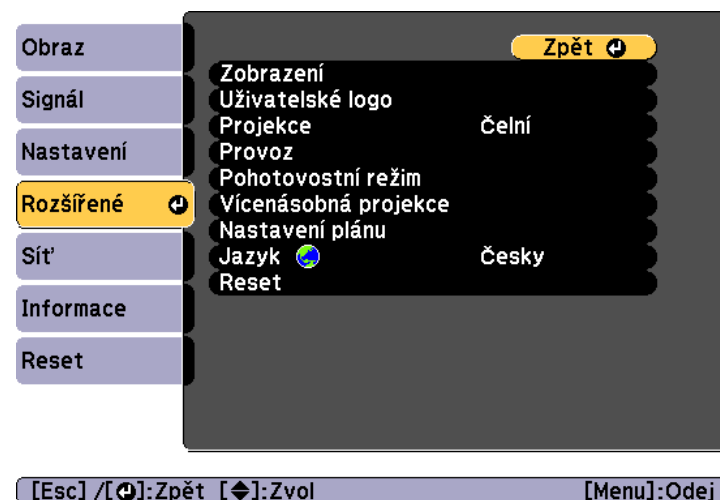 Obraz
Signál
Nastavení
Rozšířené
Síť
Informace
Reset
Zpět
Zobrazení
Uživatelské logo
Projekce Čelní
Provoz
Pohotovostní režim
Vícenásobná projekce
Nastavení plánu
Jazyk Česky
Reset
[Esc] /[ ]:Zpět [ ]:Zvol [Menu]:Odej